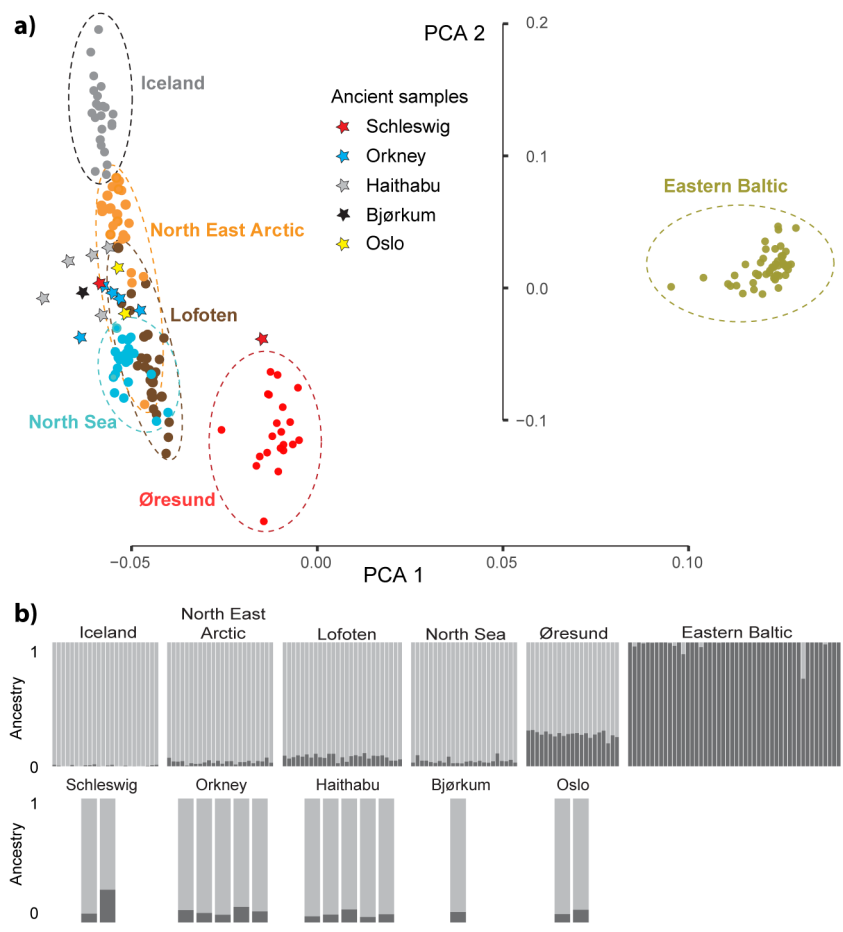 a)
PCA 2
0.2
Iceland
Ancient samples
Schleswig
Orkney
Haithabu
Bjørkum
Oslo
0.1
Eastern Baltic
North East Arctic
0.0
Lofoten
North Sea
−0.1
Øresund
−0.05
0.00
0.05
0.10
PCA 1
b)
Iceland
North East
Arctic
Lofoten
North Sea
Øresund
Eastern Baltic
1
Ancestry
0
Schleswig
Orkney
Haithabu
Bjørkum
Oslo
1
Ancestry
0